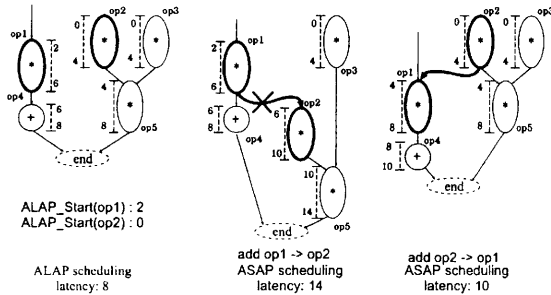 op1
2
*
6
op4
6
+
8
op2
0
*
4
op3
0
*
4
4
*
8
op5
end
ALAP_Start(op1) : 2
ALAP_Start(op2) : 0
ALAP scheduling
latency: 8
op1
2
*
6
op4
6
+
8
op2
6
*
10
0
*
4
op3
10
*
14
op5
end
add op1 -> op2
ASAP scheduling
latency: 14
op2
0
*
4
op3
0
*
4
op1
4
*
8
op4
8
+
10
4
*
8
op5
end
add op2 -> op1
ASAP scheduling
latency: 10